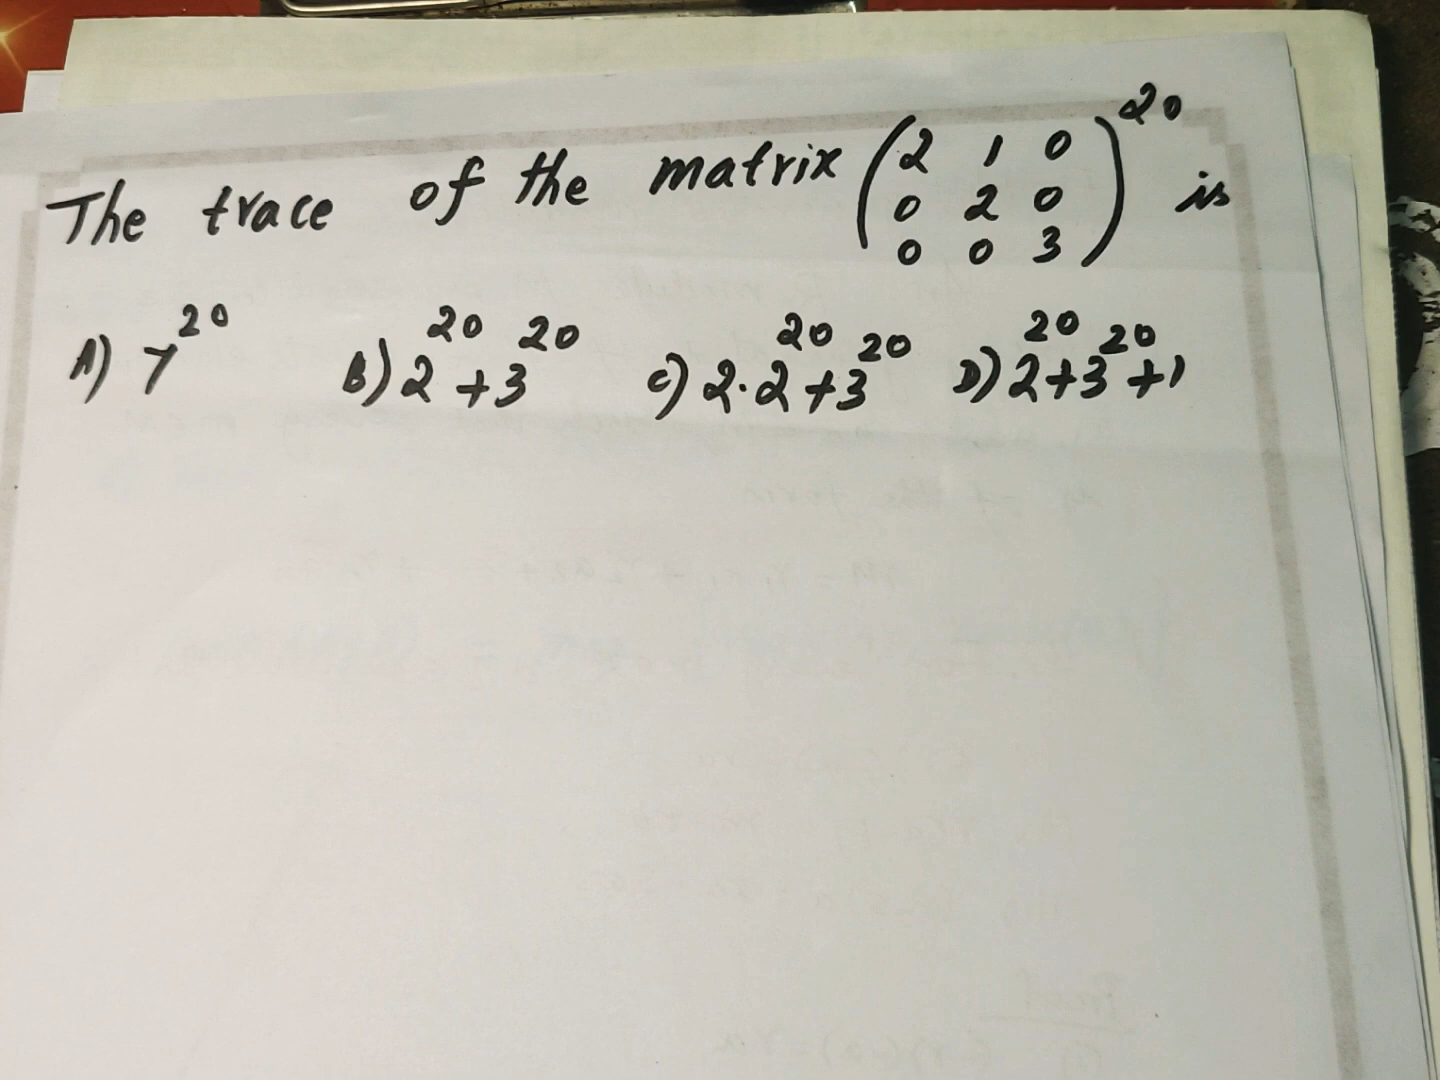 The trace of the matrix (2 1 0
0 2 0
0 0 3)^20 is
A) 7^20 B) 2^20 + 3^20 C) 2·2^20 + 3^20 D) 2^20 + 3^20 + 1